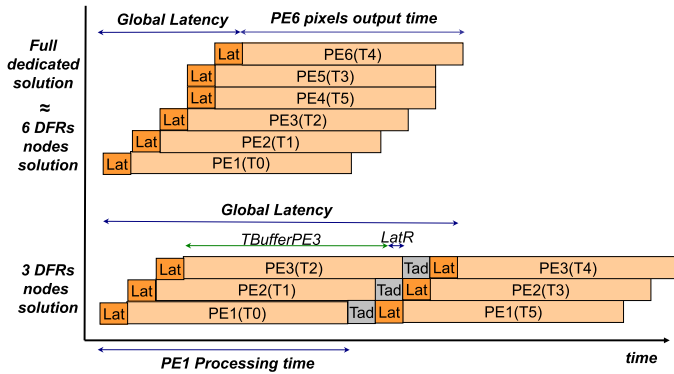 Global Latency PE6 pixels output time
Full
dedicated
solution
≈
6 DFRs
nodes
solution
Lat PE6(T4)
Lat PE5(T3)
Lat PE4(T5)
Lat PE3(T2)
Lat PE2(T1)
Lat PE1(T0)
Global Latency
TBufferPE3 LatR
3 DFRs
nodes
solution
Lat PE3(T2) Tad Lat PE3(T4)
Lat PE2(T1) Tad Lat PE2(T3)
Lat PE1(T0) Tad Lat PE1(T5)
PE1 Processing time
time